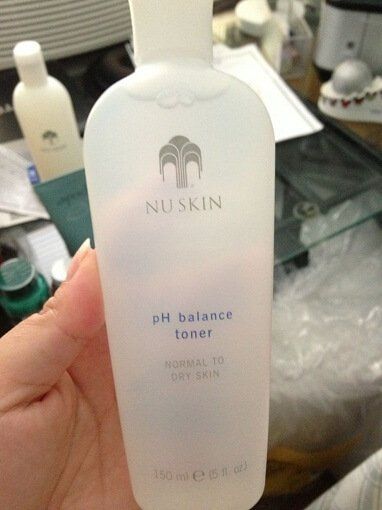 NU SKIN
pH balance
toner
NORMAL TO
DRY SKIN
150 ml e (5 fl. oz)